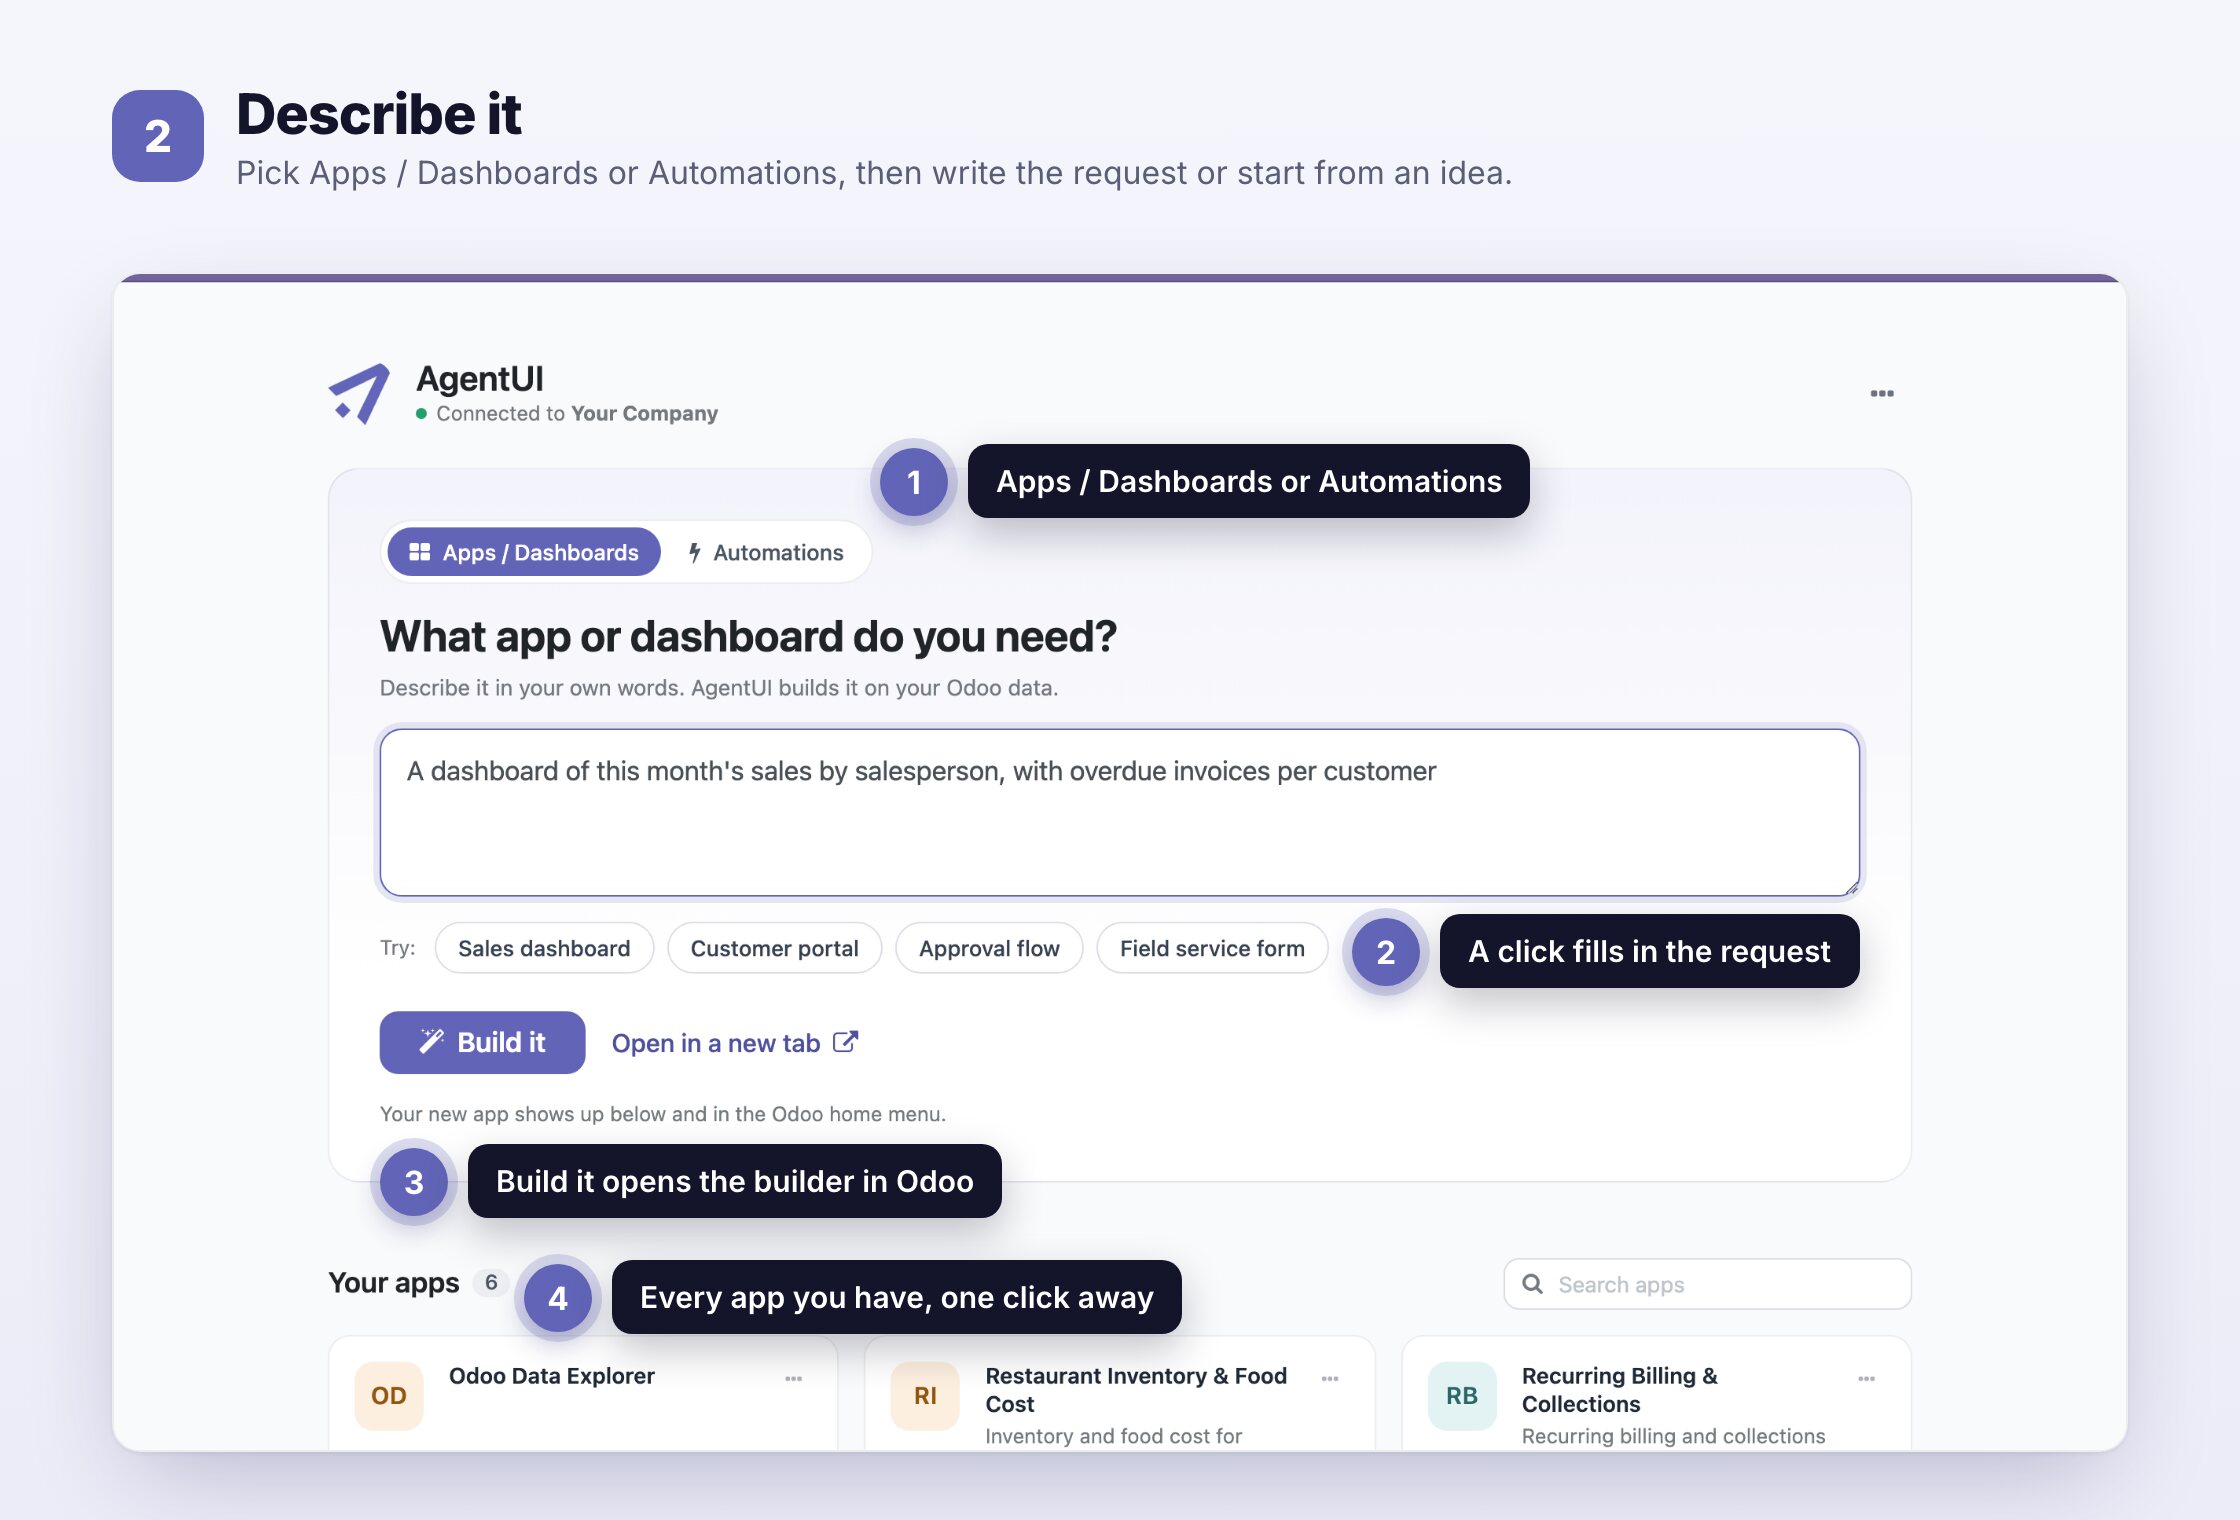 2
Describe it
Pick Apps / Dashboards or Automations, then write the request or start from an idea.
AgentUI
Connected to Your Company
1
Apps / Dashboards or Automations
Apps / Dashboards
Automations
What app or dashboard do you need?
Describe it in your own words. AgentUI builds it on your Odoo data.
A dashboard of this month's sales by salesperson, with overdue invoices per customer
Try:
Sales dashboard
Customer portal
Approval flow
Field service form
2
A click fills in the request
Build it
Open in a new tab
Your new app shows up below and in the Odoo home menu.
3
Build it opens the builder in Odoo
Your apps 6
4
Every app you have, one click away
Search apps
OD
Odoo Data Explorer
RI
Restaurant Inventory & Food
Cost
Inventory and food cost for
RB
Recurring Billing &
Collections
Recurring billing and collections